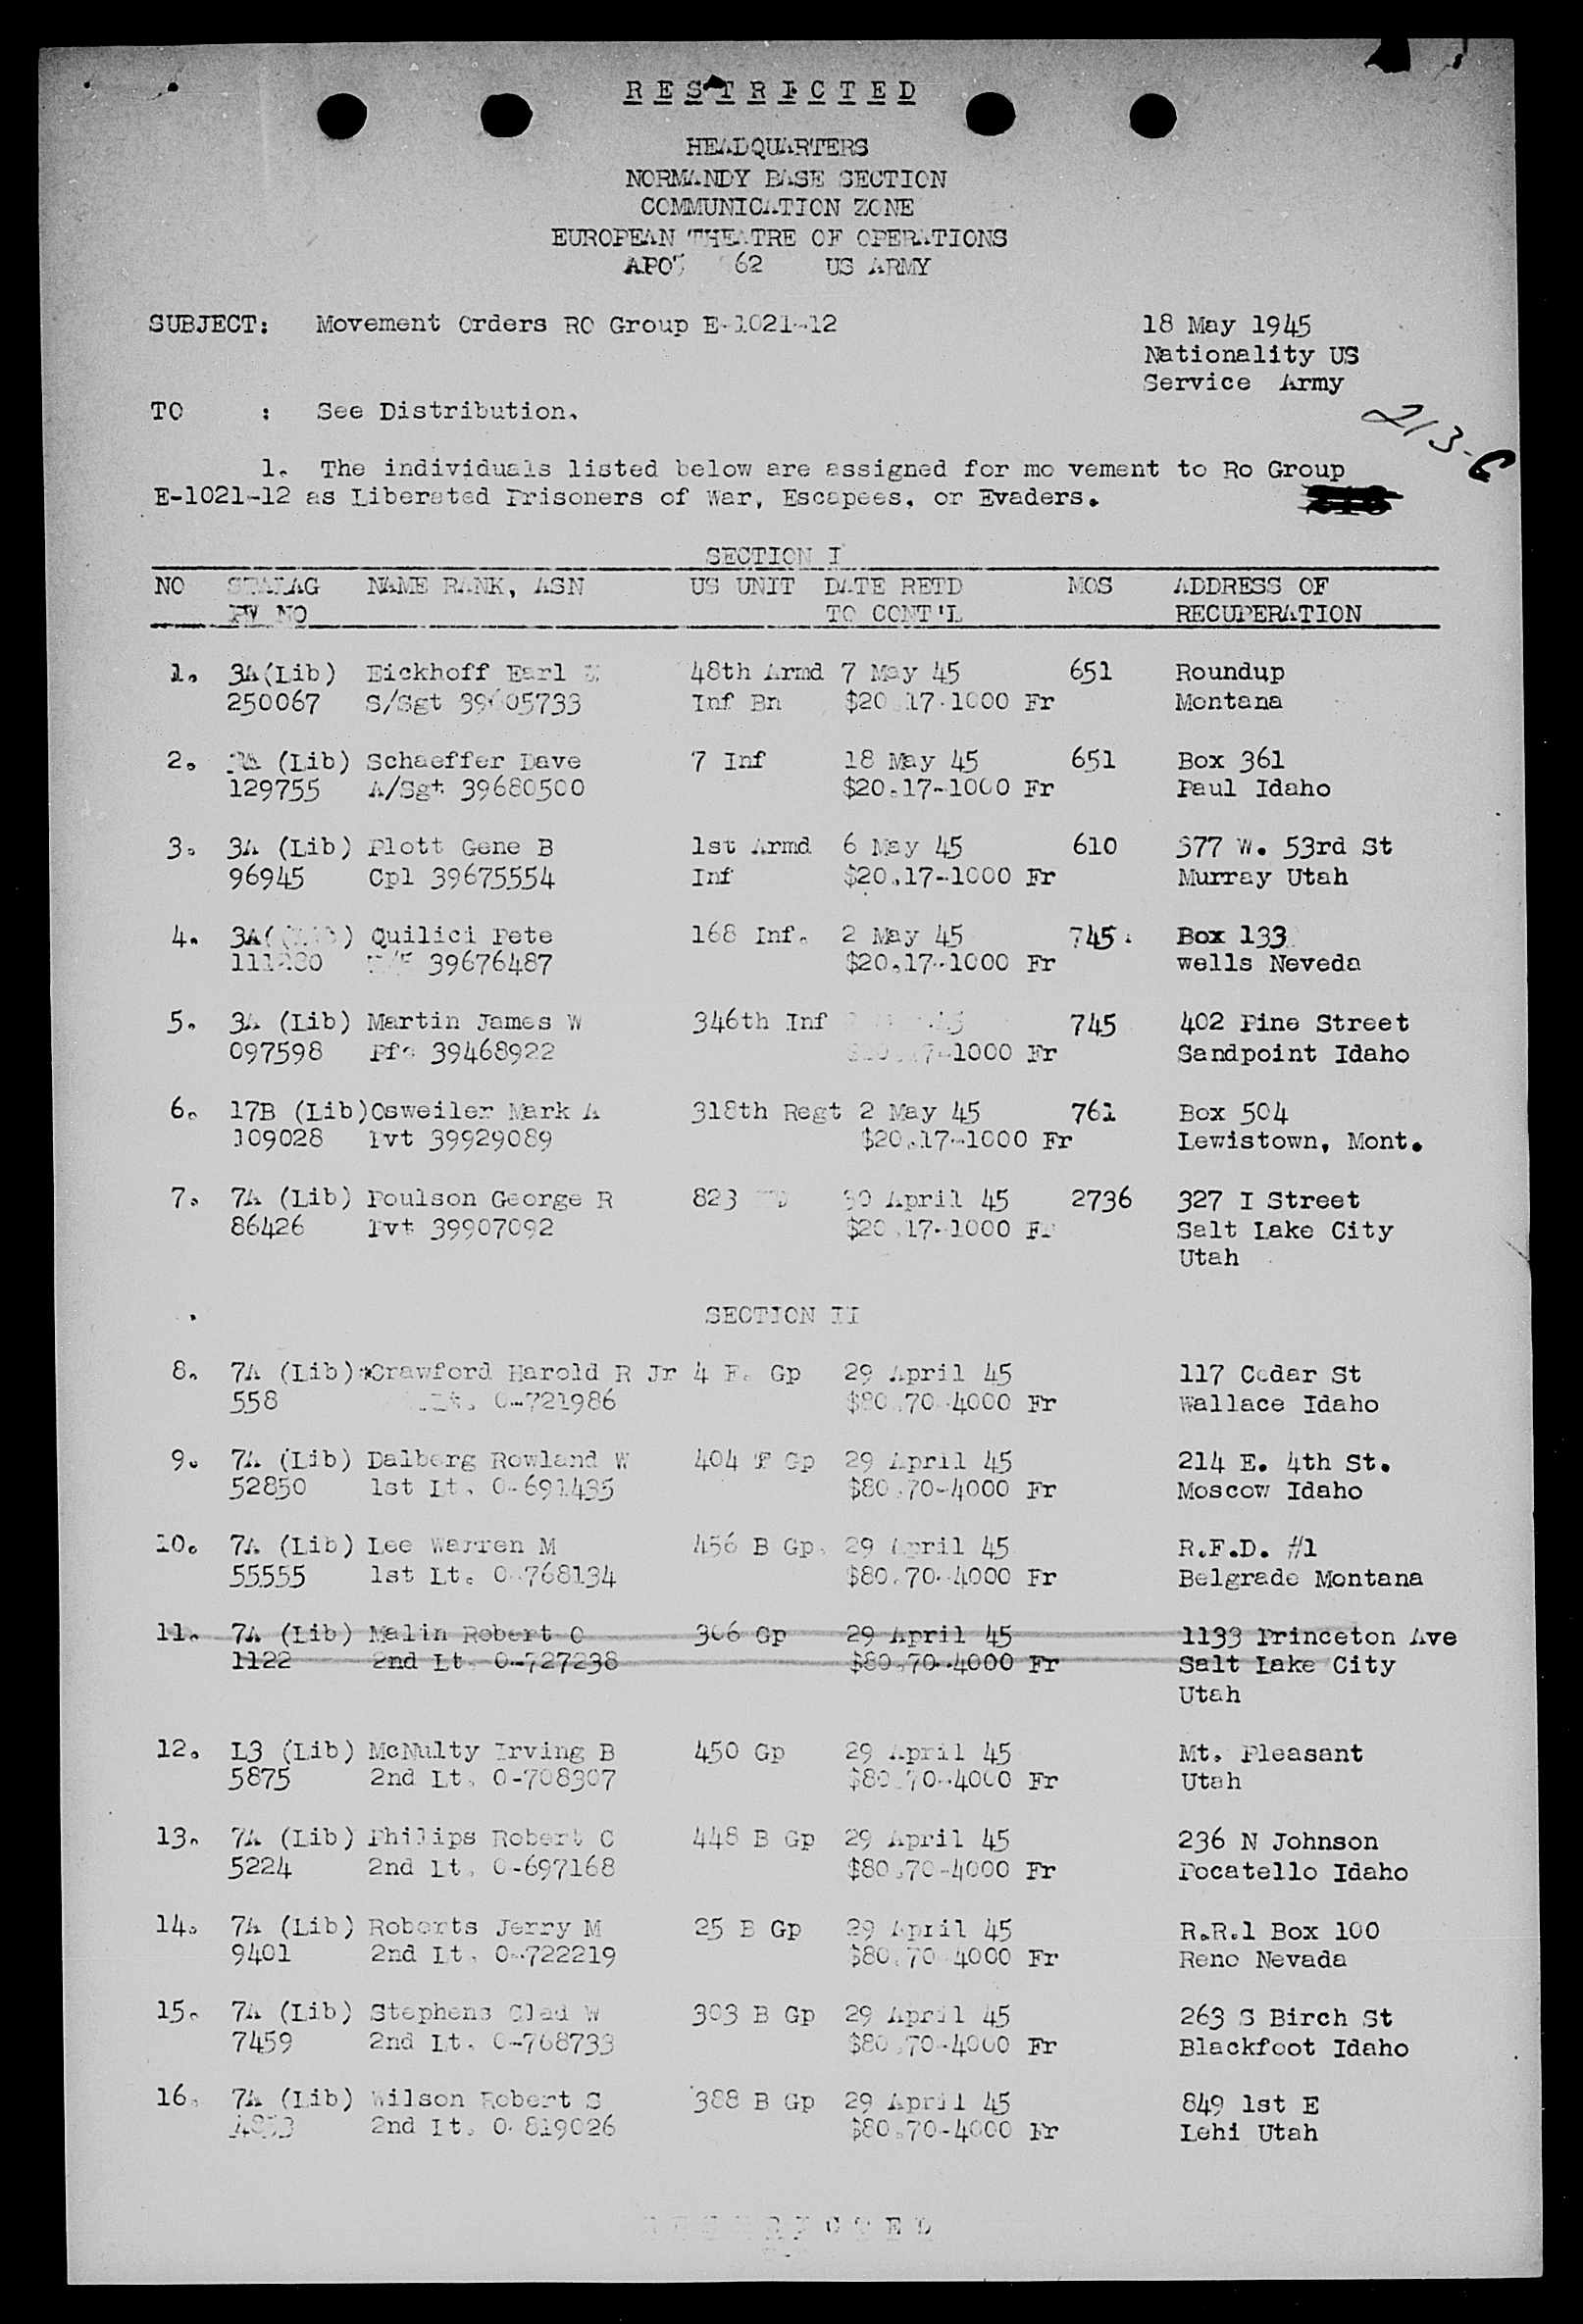 R E S T R I C T E D
HEADQUARTERS
NORMANDY BASE SECTION
COMMUNICATION ZONE
EUROPEAN THEATRE OF OPERATIONS
APO 562 US ARMY
SUBJECT: Movement Orders RO Group E-1021-12 18 May 1945
Nationality US
Service Army
TO : See Distribution.
213-C
1. The individuals listed below are assigned for mo vement to Ro Group
E-1021-12 as Liberated Prisoners of War, Escapees, or Evaders.
SECTION I
NO STALAG NAME RANK, ASN US UNIT DATE RETD MOS ADDRESS OF
PW NO TO CONT'L RECUPERATION
1. 3A(Lib) Eickhoff Earl 48th Armd 7 May 45 651 Roundup
250067 S/Sgt Inf Bn $20.17-1000 Fr Montana
2. (Lib) Schaeffer Dave 7 Inf 18 May 45 651 Box 361
129755 A/Sgt 39680500 $20.17-1000 Fr Paul Idaho
3. 3A (Lib) Plott Gene B 1st Armd 6 May 45 610 377 W. 53rd St
96945 Cpl 39675554 Inf $20.17-1000 Fr Murray Utah
4. 3A( (Lib) Quilici Pete 168 Inf. 2 May 45 745. Box 133
39676487 $20.17-1000 Fr wells Neveda
5. 3A (Lib) Martin James W 346th Inf 745 402 Pine Street
097598 Pfc 39468922 -1000 Fr Sandpoint Idaho
6. 17B (Lib)Osweiler Mark A 318th Regt 2 May 45 761 Box 504
109028 Pvt 39929089 $20.17-1000 Fr Lewistown, Mont.
7. 7A (Lib) Poulson George R 823 TD 30 April 45 2736 327 I Street
86426 Pvt 39907092 $20.17-1000 Fr Salt Lake City
Utah
SECTION II
8. 7A (Lib)*Crawford Harold R Jr 4 F. Gp 29 April 45 117 Cedar St
558 Lt. O-721986 $80.70-4000 Fr Wallace Idaho
9. 7A (Lib) Dalberg Rowland W 404 F Gp 29 April 45 214 E. 4th St.
52850 1st Lt. O-691435 $80.70-4000 Fr Moscow Idaho
10. 7A (Lib) Lee Warren M 456 B Gp. 29 April 45 R.F.D. #1
55555 1st Lt. O-768134 $80.70-4000 Fr Belgrade Montana
11. 7A (Lib) Malin Robert O 306 Gp 29 April 45 1133 Princeton Ave
1122 2nd Lt O-727238 $80.70-4000 Fr Salt Lake City
Utah
12. L3 (Lib) McNulty Irving B 450 Gp 29 April 45 Mt. Pleasant
5875 2nd Lt. O-708307 $80.70-4000 Fr Utah
13. 7A (Lib) Philips Robert C 448 B Gp 29 April 45 236 N Johnson
5224 2nd Lt. O-697168 $80.70-4000 Fr Pocatello Idaho
14. 7A (Lib) Roberts Jerry M 25 B Gp 29 April 45 R.R.1 Box 100
9401 2nd Lt. O-722219 $80.70-4000 Fr Reno Nevada
15. 7A (Lib) Stephens Glad W 303 B Gp 29 April 45 263 S Birch St
7459 2nd Lt. O-768733 $80.70-4000 Fr Blackfoot Idaho
16. 7A (Lib) Wilson Robert S 388 B Gp 29 April 45 849 1st E
2nd Lt. O-819026 $80.70-4000 Fr Lehi Utah
R E S T R I C T E D